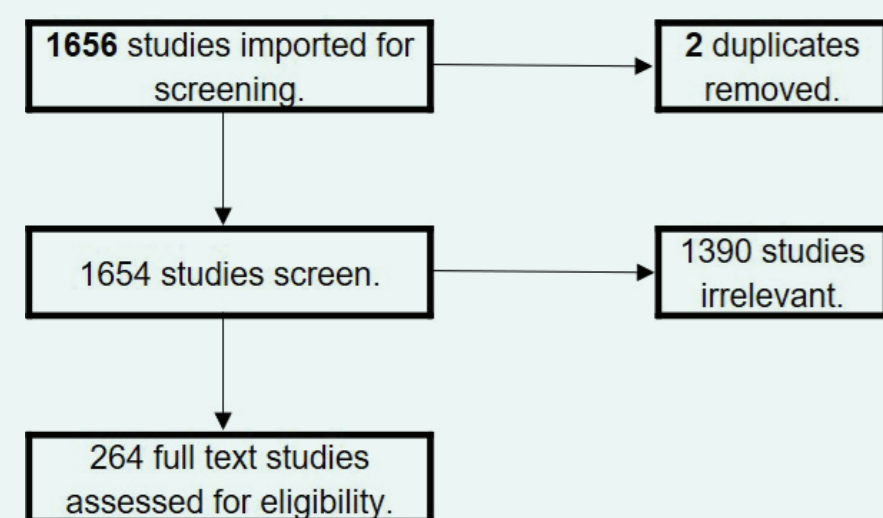 1656 studies imported for
screening.
2 duplicates
removed.
1654 studies screen.
1390 studies
irrelevant.
264 full text studies
assessed for eligibility.